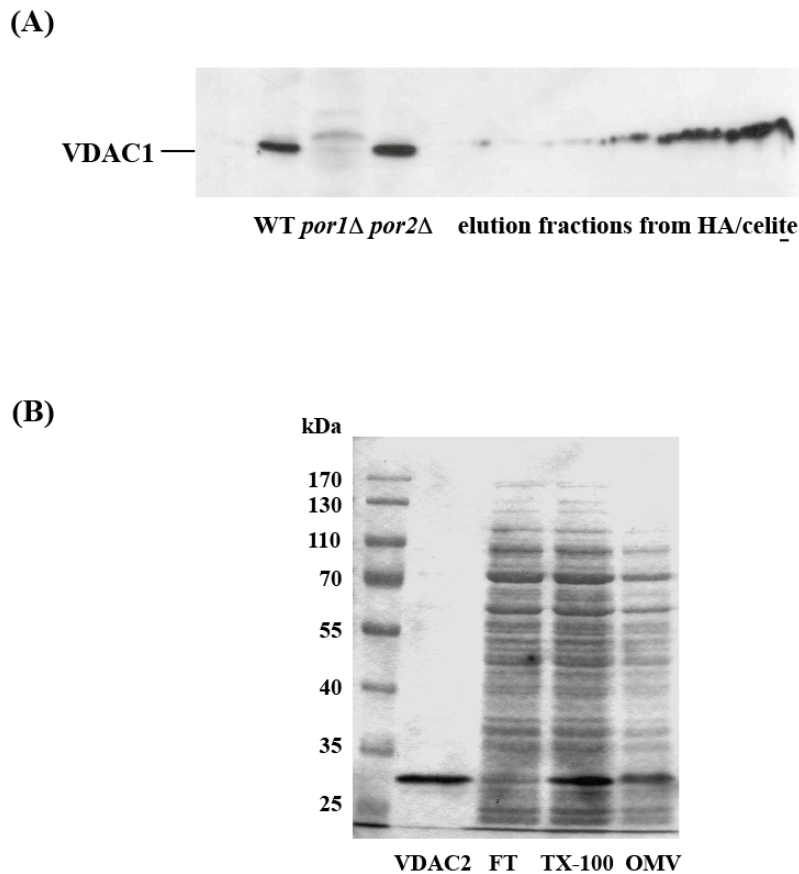 (A)
VDAC1
WT por1Δ por2Δ elution fractions from HA/celite
(B)
kDa
170
130
110
70
55
40
35
25
VDAC2 FT TX-100 OMV